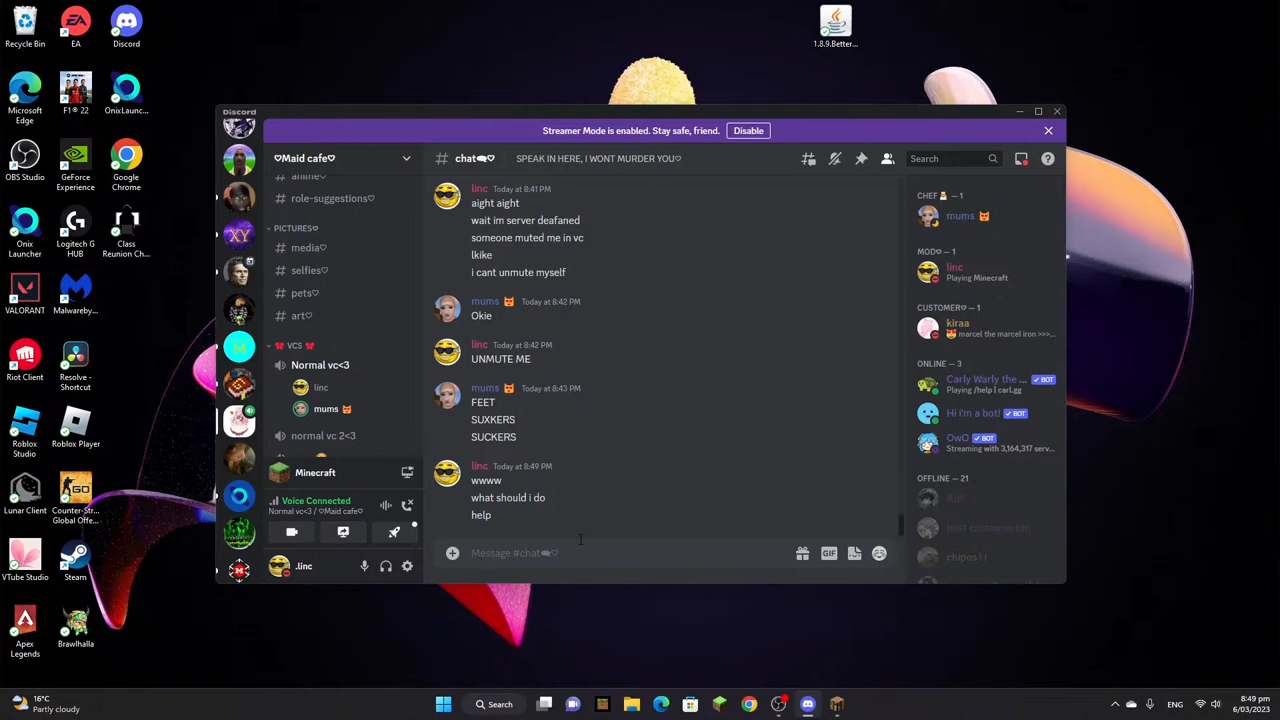 Recycle Bin
EA
Discord
Microsoft
Edge
F1® 22
OnixLaunc...
OBS Studio
GeForce
Experience
Google
Chrome
Onix
Launcher
Logitech G
HUB
Class
Reunion Ch...
VALORANT
Malwareby...
Riot Client
Resolve -
Shortcut
Roblox
Studio
Roblox Player
Lunar Client
Counter-Str...
Global Offe...
VTube Studio
Steam
Apex
Legends
Brawlhalla
1.8.9.Better...
Discord
Streamer Mode is enabled. Stay safe, friend.
Disable
♡Maid cafe♡
anime♡
# role-suggestions♡
PICTURES♡
# media♡
# selfies♡
# pets♡
# art♡
VCS
Normal vc<3
linc
mums
normal vc 2<3
Minecraft
Voice Connected
Normal vc<3 / ♡Maid cafe♡
.linc
# chat♡
SPEAK IN HERE, I WONT MURDER YOU♡
Search
linc Today at 8:41 PM
aight aight
wait im server deafaned
someone muted me in vc
lkike
i cant unmute myself
mums Today at 8:42 PM
Okie
linc Today at 8:42 PM
UNMUTE ME
mums Today at 8:43 PM
FEET
SUXKERS
SUCKERS
linc Today at 8:49 PM
wwww
what should i do
help
Message #chat♡
GIF
CHEF — 1
mums
MOD♡ — 1
linc
Playing Minecraft
CUSTOMER♡ — 1
kiraa
marcel the marcel iron >>>...
ONLINE — 3
Carly Warly the ... ✓ BOT
Playing /help | carl.gg
Hi i'm a bot! ✓ BOT
OwO ✓ BOT
Streaming with 3,164,317 serv...
OFFLINE — 21
chipos ! !
16°C
Partly cloudy
Search
ENG
8:49 pm
6/03/2023